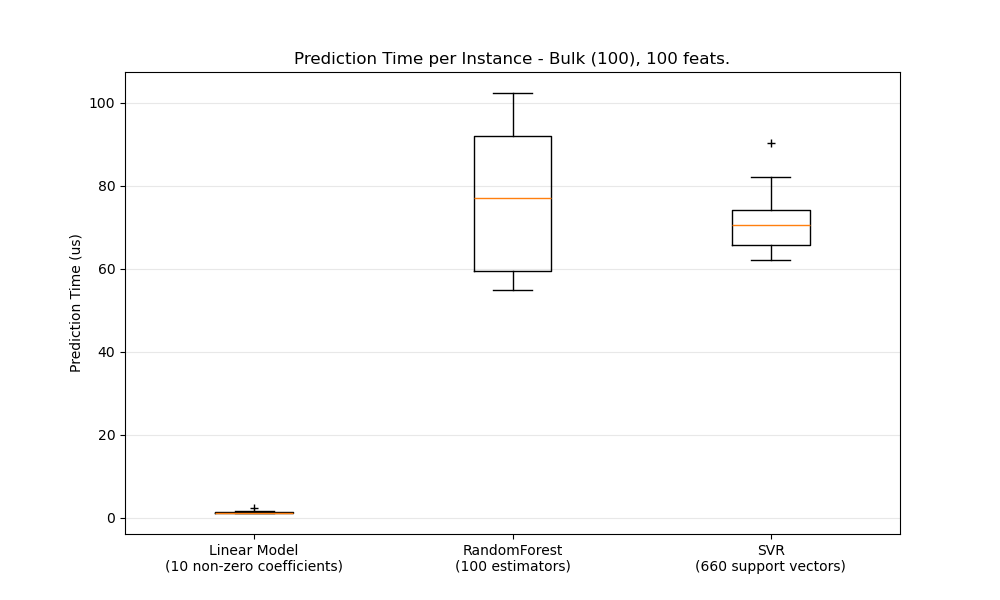 Prediction Time per Instance - Bulk (100), 100 feats.
100
80
60
40
20
0
Prediction Time (us)
Linear Model
(10 non-zero coefficients)
RandomForest
(100 estimators)
SVR
(660 support vectors)